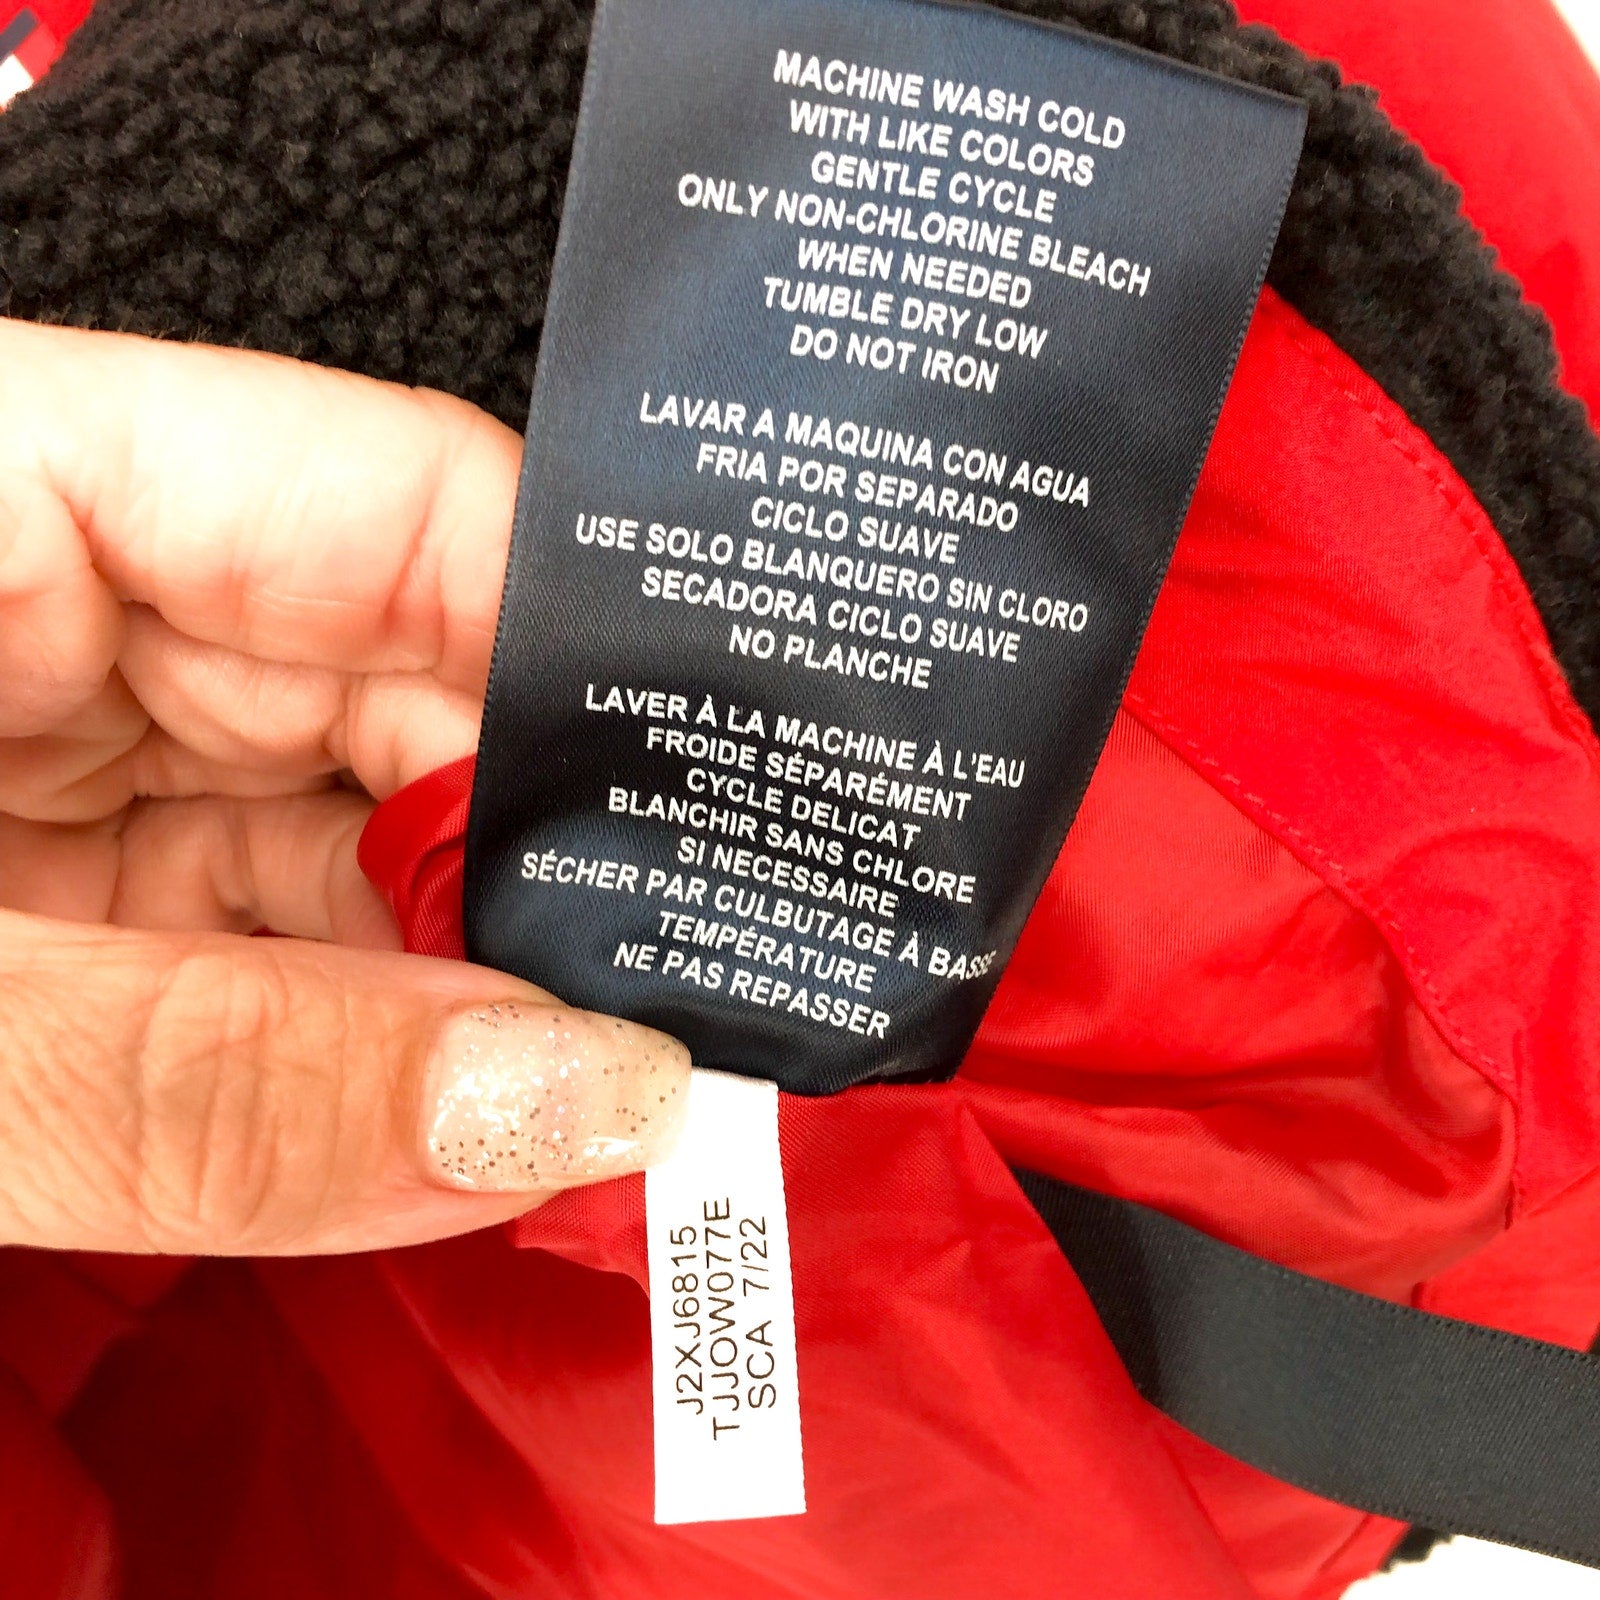 MACHINE WASH COLD
WITH LIKE COLORS
GENTLE CYCLE
ONLY NON-CHLORINE BLEACH
WHEN NEEDED
TUMBLE DRY LOW
DO NOT IRON
LAVAR A MAQUINA CON AGUA
FRIA POR SEPARADO
CICLO SUAVE
USE SOLO BLANQUERO SIN CLORO
SECADORA CICLO SUAVE
NO PLANCHE
LAVER À LA MACHINE À L'EAU
FROIDE SÉPARÉMENT
CYCLE DELICAT
BLANCHIR SANS CHLORE
SI NECESSAIRE
SÉCHER PAR CULBUTAGE À BASSE
TEMPÉRATURE
NE PAS REPASSER
J2XJ6815
TJJOW077E
SCA 7/22